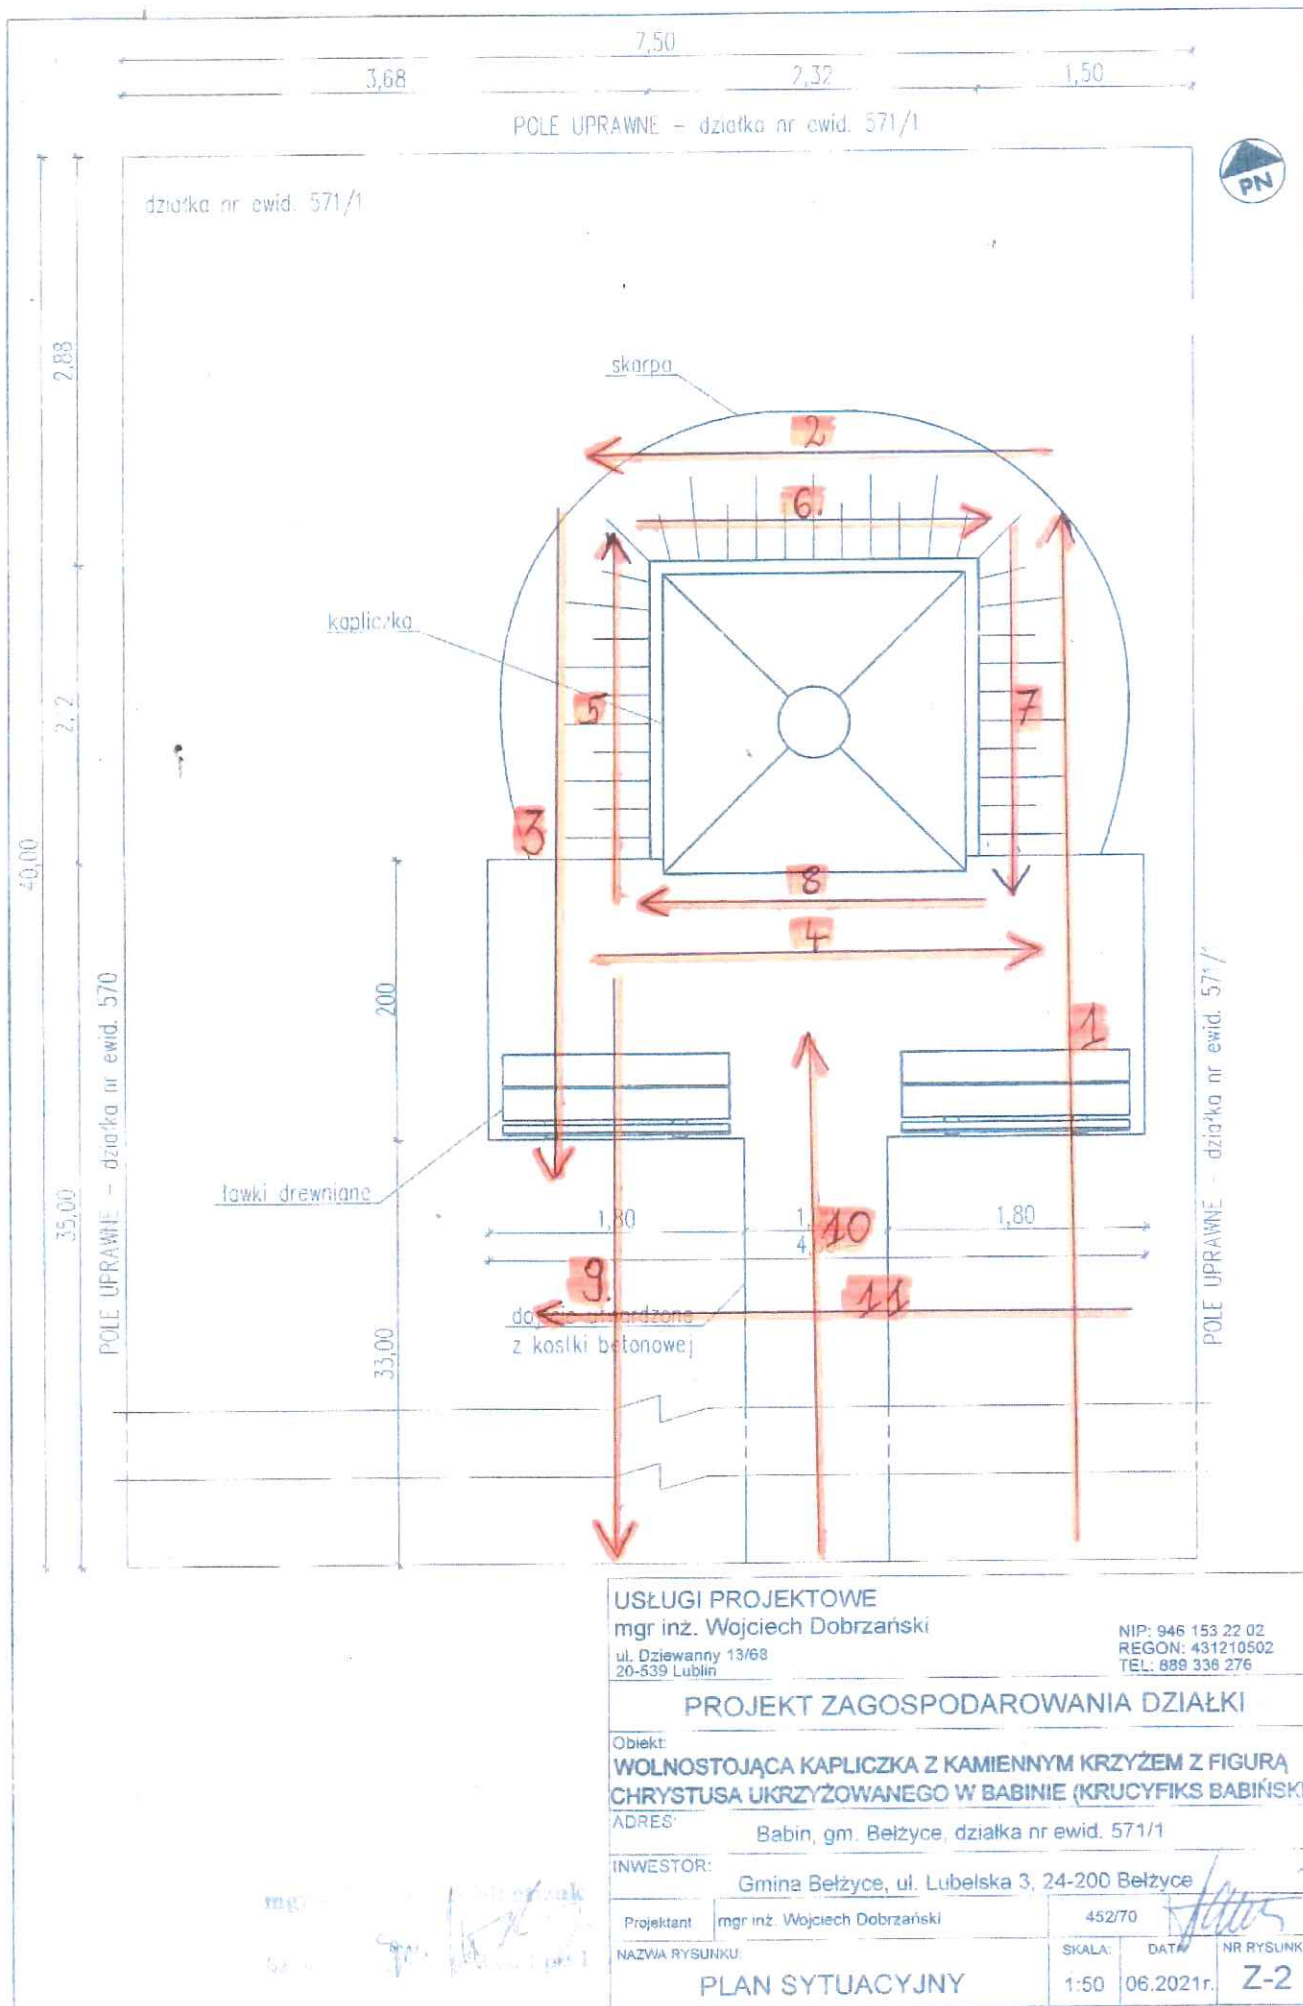 7,50
3,68 2,32 1,50
POLE UPRAWNE - działka nr ewid. 571/1
PN
działka nr ewid. 571/1
2,88
skarpa
2
6.
kapliczka
5
7
2,12
3
40,00
8
4
200
1
POLE UPRAWNE - działka nr ewid. 570
POLE UPRAWNE - działka nr ewid. 571/1
ławki drewniane
35,00
1,80 10 1,80
9. 11
dojście utwardzone
z kostki betonowej
33,00
USŁUGI PROJEKTOWE
mgr inż. Wojciech Dobrzański
ul. Dziewanny 13/68
20-539 Lublin
NIP: 946 153 22 02
REGON: 431210502
TEL: 889 336 276
PROJEKT ZAGOSPODAROWANIA DZIAŁKI
Obiekt:
WOLNOSTOJĄCA KAPLICZKA Z KAMIENNYM KRZYŻEM Z FIGURĄ
CHRYSTUSA UKRZYŻOWANEGO W BABINIE (KRUCYFIKS BABIŃSKI
ADRES:
Babin, gm. Bełżyce, działka nr ewid. 571/1
INWESTOR:
Gmina Bełżyce, ul. Lubelska 3, 24-200 Bełżyce
Projektant mgr inż. Wojciech Dobrzański 452/70
NAZWA RYSUNKU: SKALA: DATA NR RYSUNK
PLAN SYTUACYJNY 1:50 06.2021r. Z-2
mgr